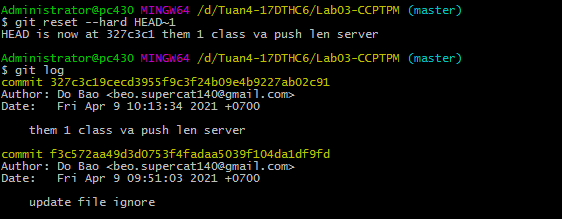 Administrator@pc430 MINGW64 /d/Tuan4-17DTHC6/Lab03-CCPTPM (master)
$ git reset --hard HEAD~1
HEAD is now at 327c3c1 them 1 class va push len server

Administrator@pc430 MINGW64 /d/Tuan4-17DTHC6/Lab03-CCPTPM (master)
$ git log
commit 327c3c19cecd3955f9c3f24b09e4b9227ab02c91
Author: Do Bao <beo.supercat140@gmail.com>
Date:   Fri Apr 9 10:13:34 2021 +0700

    them 1 class va push len server

commit f3c572aa49d3d0753f4fadaa5039f104da1df9fd
Author: Do Bao <beo.supercat140@gmail.com>
Date:   Fri Apr 9 09:51:03 2021 +0700

    update file ignore